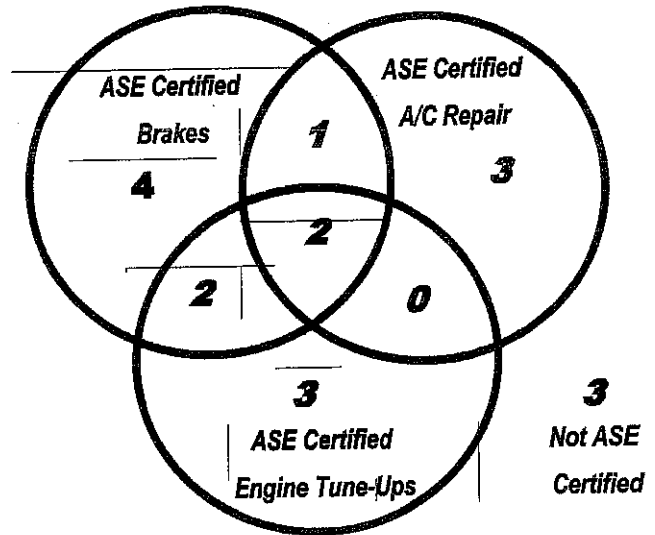 ASE Certified
Brakes
4
1
ASE Certified
A/C Repair
3
2
2
0
3
ASE Certified
Engine Tune-Ups
3
Not ASE
Certified